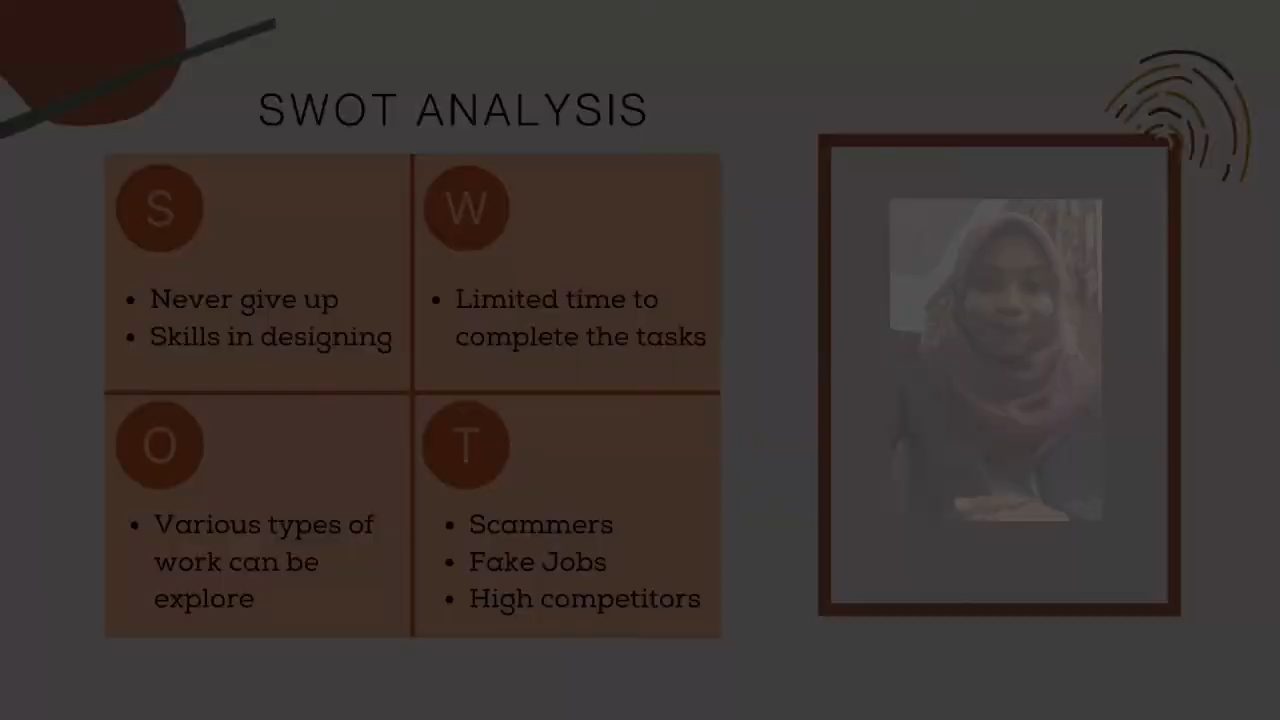 SWOT ANALYSIS
S
• Never give up
• Skills in designing
W
• Limited time to
complete the tasks
O
• Various types of
work can be
explore
T
• Scammers
• Fake Jobs
• High competitors